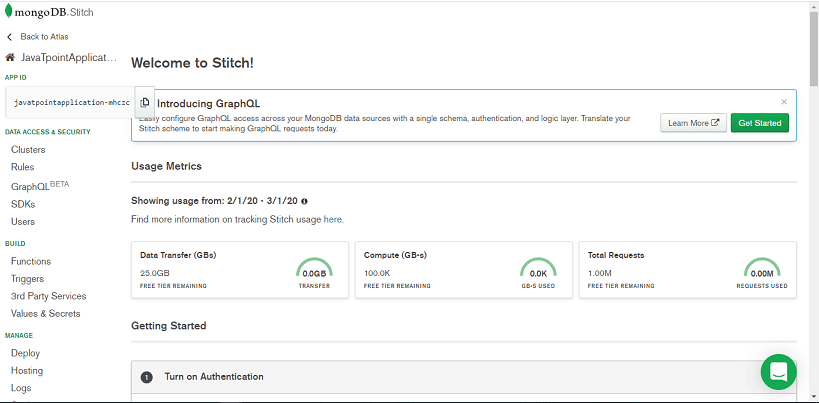 mongoDB.Stitch
Back to Atlas
JavaTpointApplicat...
APP ID
javatpointapplication-mhczc
DATA ACCESS & SECURITY
Clusters
Rules
GraphQL BETA
SDKs
Users
BUILD
Functions
Triggers
3rd Party Services
Values & Secrets
MANAGE
Deploy
Hosting
Logs
Welcome to Stitch!
Introducing GraphQL
Easily configure GraphQL access across your MongoDB data sources with a single schema, authentication, and logic layer. Translate your
Stitch scheme to start making GraphQL requests today.
Learn More
Get Started
Usage Metrics
Showing usage from: 2/1/20 - 3/1/20
Find more information on tracking Stitch usage here.
Data Transfer (GBs)
25.0GB
FREE TIER REMAINING
0.0GB
TRANSFER
Compute (GB-s)
100.0K
FREE TIER REMAINING
0.0K
GB-S USED
Total Requests
1.00M
FREE TIER REMAINING
0.00M
REQUESTS USED
Getting Started
1 Turn on Authentication